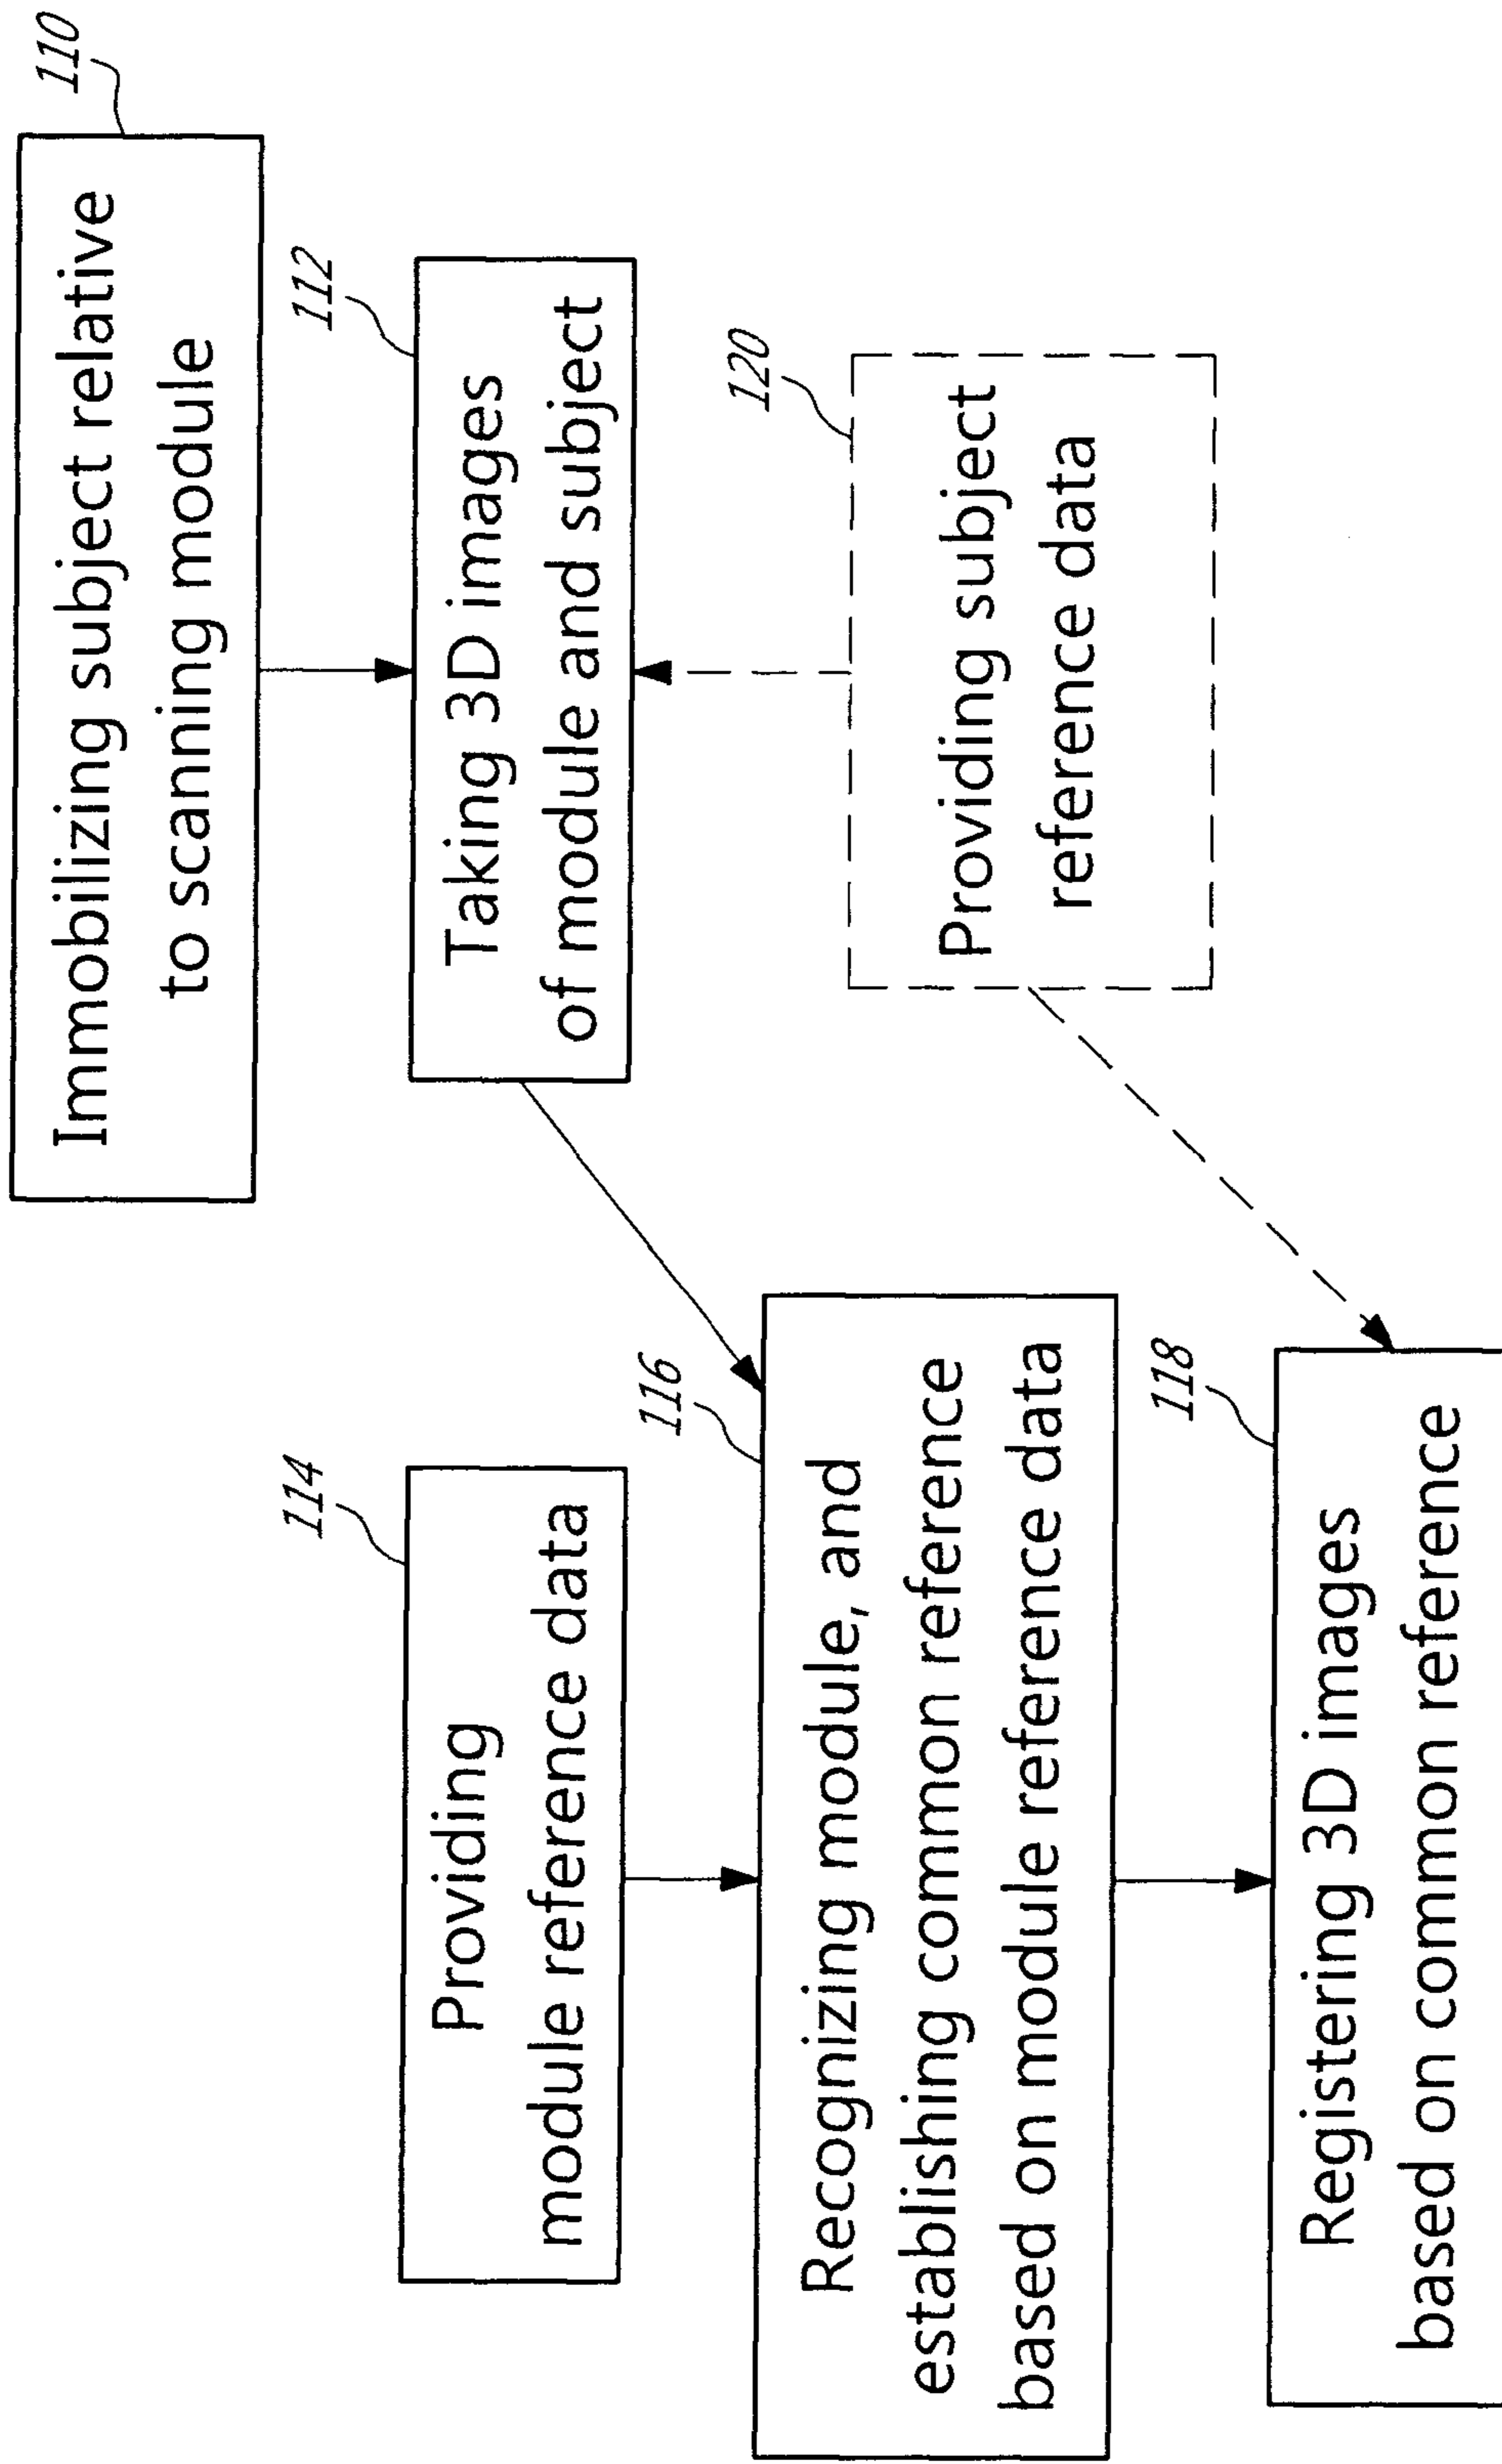 110
Immobilizing subject relative
to scanning module
112
Taking 3D images
of module and subject
114
Providing
module reference data
116
Recognizing module, and
establishing common reference
based on module reference data
120
Providing subject
reference data
118
Registering 3D images
based on common reference